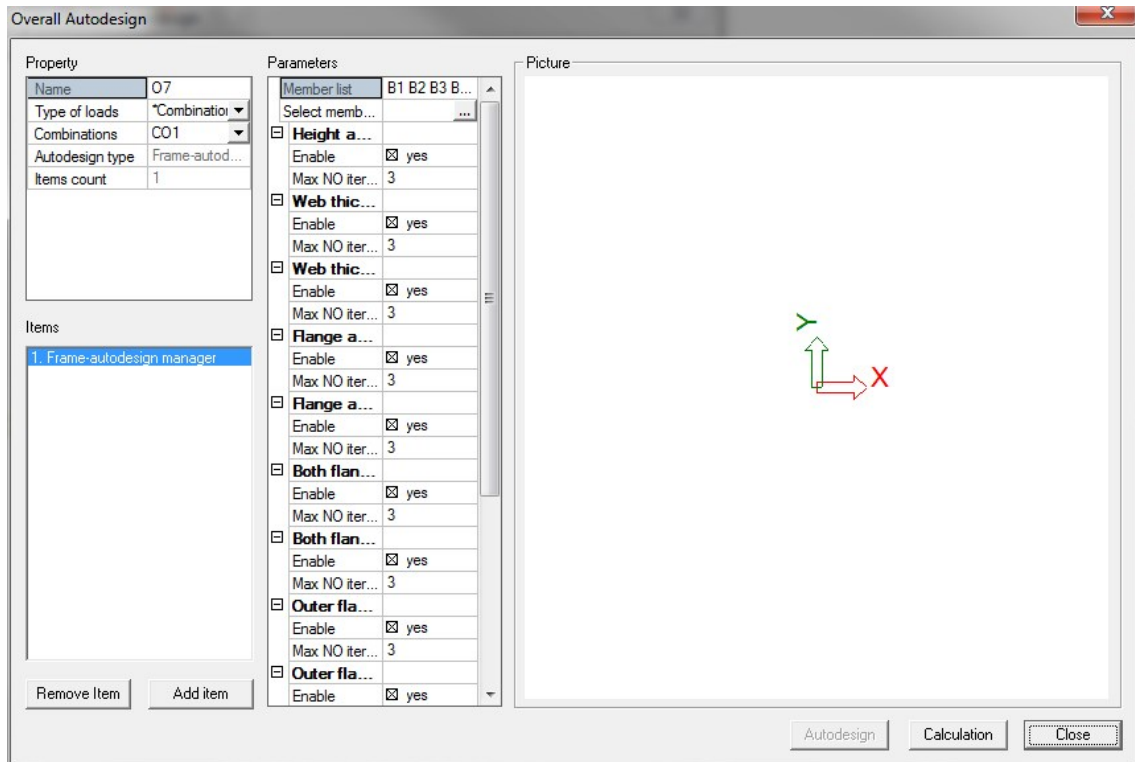 Overall Autodesign
Property
Name O7
Type of loads *Combination
Combinations CO1
Autodesign type Frame-autod...
Items count 1
Items
1. Frame-autodesign manager
Remove Item Add item
Parameters
Member list B1 B2 B3 B...
Select memb... ...
Height a...
Enable yes
Max NO iter... 3
Web thic...
Enable yes
Max NO iter... 3
Web thic...
Enable yes
Max NO iter... 3
Flange a...
Enable yes
Max NO iter... 3
Flange a...
Enable yes
Max NO iter... 3
Both flan...
Enable yes
Max NO iter... 3
Both flan...
Enable yes
Max NO iter... 3
Outer fla...
Enable yes
Max NO iter... 3
Outer fla...
Enable yes
Picture
Y
X
Autodesign Calculation Close